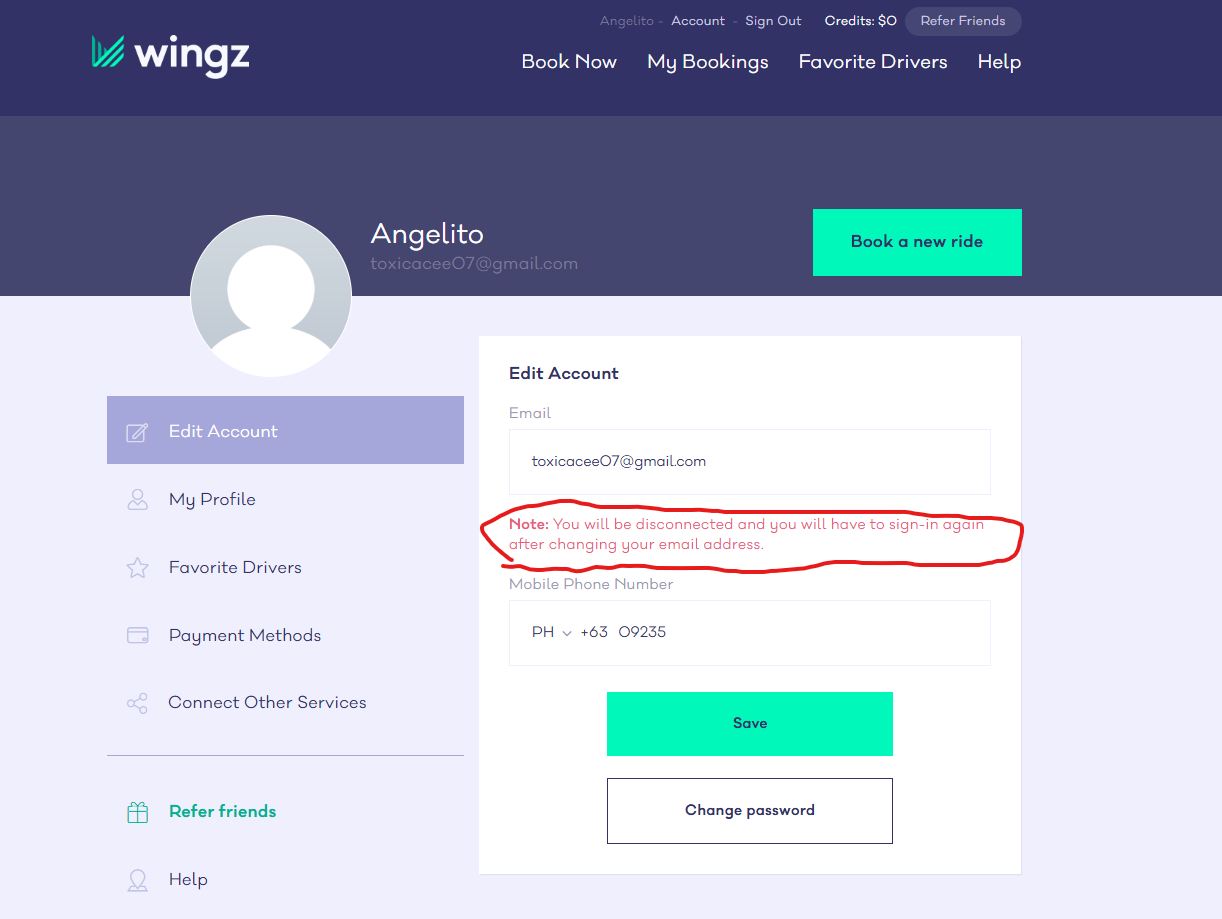 Angelito - Account - Sign Out Credits: $0 Refer Friends
wingz
Book Now My Bookings Favorite Drivers Help
Angelito
toxicacee07@gmail.com
Book a new ride
Edit Account
My Profile
Favorite Drivers
Payment Methods
Connect Other Services
Refer friends
Help
Edit Account
Email
toxicacee07@gmail.com
Note: You will be disconnected and you will have to sign-in again
after changing your email address.
Mobile Phone Number
PH +63 09235
Save
Change password